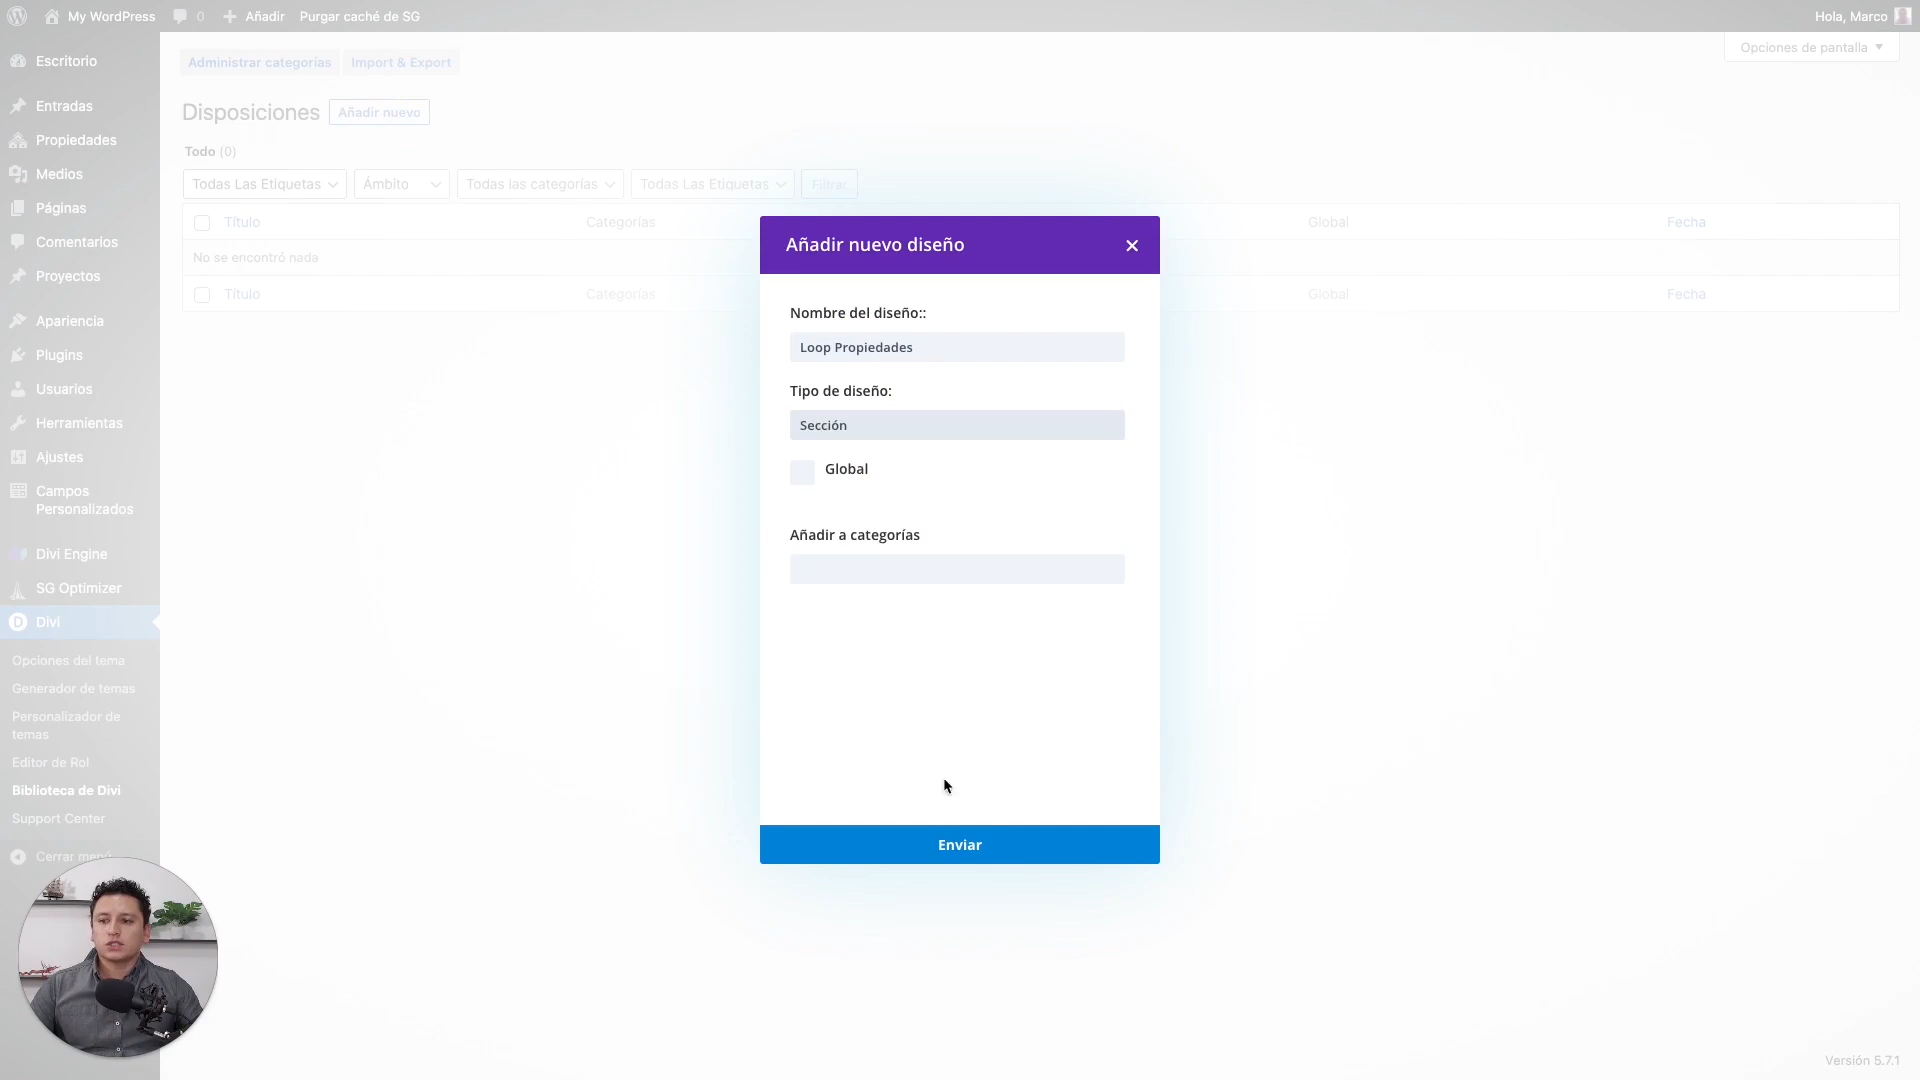 My WordPress
0
Añadir
Purgar caché de SG
Hola, Marco
Opciones de pantalla
Escritorio
Entradas
Propiedades
Medios
Páginas
Comentarios
Proyectos
Apariencia
Plugins
Usuarios
Herramientas
Ajustes
Campos
Personalizados
Divi Engine
SG Optimizer
D
Divi
Opciones del tema
Generador de temas
Personalizador de
temas
Editor de Rol
Biblioteca de Divi
Support Center
Cerrar menú
Administrar categorías
Import & Export
Disposiciones
Añadir nuevo
Todo (0)
Todas Las Etiquetas
Ámbito
Todas las categorías
Todas Las Etiquetas
Filtrar
Título
Categorías
Global
Fecha
No se encontró nada
Título
Categorías
Global
Fecha
Añadir nuevo diseño
Nombre del diseño::
Loop Propiedades
Tipo de diseño:
Sección
Global
Añadir a categorías
Enviar
Versión 5.7.1